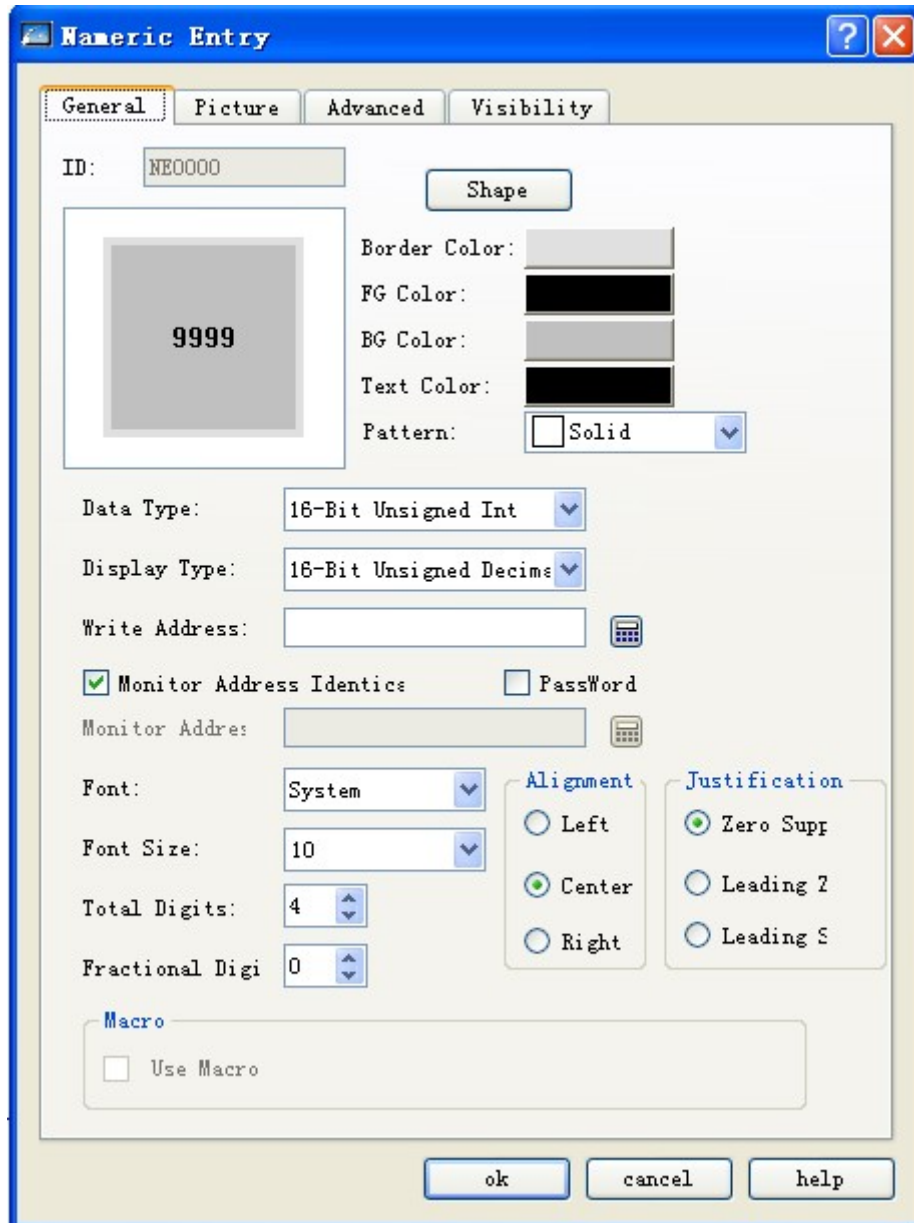 Nameric Entry
General Picture Advanced Visibility
ID: NE0000
Shape
Border Color:
FG Color:
9999
BG Color:
Text Color:
Pattern: Solid
Data Type: 16-Bit Unsigned Int
Display Type: 16-Bit Unsigned Decima
Write Address:
Monitor Address Identica PassWord
Monitor Addres
Font: System
Font Size: 10
Total Digits: 4
Fractional Digi 0
Alignment
Left
Center
Right
Justification
Zero Supp
Leading Z
Leading S
Macro
Use Macro
ok cancel help